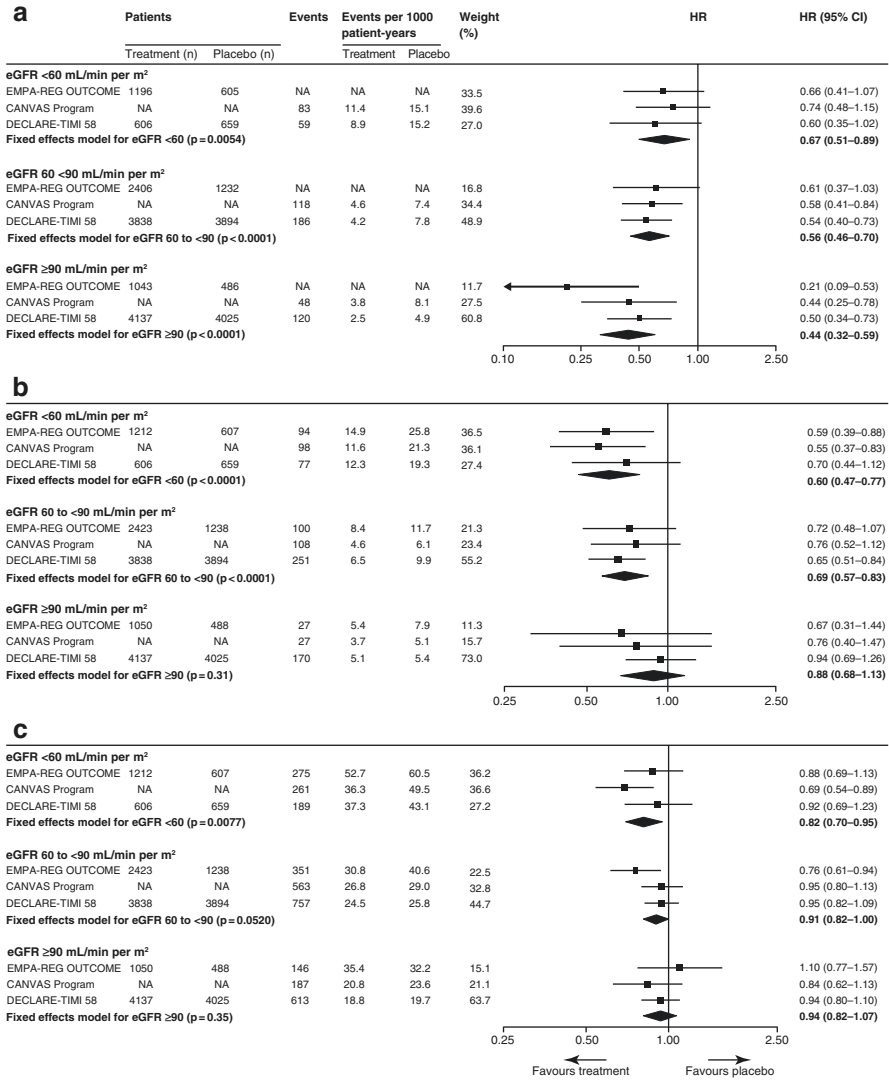 a
Patients Events Events per 1000 patient-years Weight (%) HR HR (95% CI)
Treatment (n) Placebo (n) Treatment Placebo
eGFR <60 mL/min per m²
EMPA-REG OUTCOME 1196 605 NA NA NA 33.5 0.66 (0.41–1.07)
CANVAS Program NA NA 83 11.4 15.1 39.6 0.74 (0.48–1.15)
DECLARE-TIMI 58 606 659 59 8.9 15.2 27.0 0.60 (0.35–1.02)
Fixed effects model for eGFR <60 (p=0.0054) 0.67 (0.51–0.89)
eGFR 60 <90 mL/min per m²
EMPA-REG OUTCOME 2406 1232 NA NA NA 16.8 0.61 (0.37–1.03)
CANVAS Program NA NA 118 4.6 7.4 34.4 0.58 (0.41–0.84)
DECLARE-TIMI 58 3838 3894 186 4.2 7.8 48.9 0.54 (0.40–0.73)
Fixed effects model for eGFR 60 to <90 (p<0.0001) 0.56 (0.46–0.70)
eGFR ≥90 mL/min per m²
EMPA-REG OUTCOME 1043 486 NA NA NA 11.7 0.21 (0.09–0.53)
CANVAS Program NA NA 48 3.8 8.1 27.5 0.44 (0.25–0.78)
DECLARE-TIMI 58 4137 4025 120 2.5 4.9 60.8 0.50 (0.34–0.73)
Fixed effects model for eGFR ≥90 (p<0.0001) 0.44 (0.32–0.59)
0.10 0.25 0.50 1.00 2.50
b
eGFR <60 mL/min per m²
EMPA-REG OUTCOME 1212 607 94 14.9 25.8 36.5 0.59 (0.39–0.88)
CANVAS Program NA NA 98 11.6 21.3 36.1 0.55 (0.37–0.83)
DECLARE-TIMI 58 606 659 77 12.3 19.3 27.4 0.70 (0.44–1.12)
Fixed effects model for eGFR <60 (p<0.0001) 0.60 (0.47–0.77)
eGFR 60 to <90 mL/min per m²
EMPA-REG OUTCOME 2423 1238 100 8.4 11.7 21.3 0.72 (0.48–1.07)
CANVAS Program NA NA 108 4.6 6.1 23.4 0.76 (0.52–1.12)
DECLARE-TIMI 58 3838 3894 251 6.5 9.9 55.2 0.65 (0.51–0.84)
Fixed effects model for eGFR 60 to <90 (p<0.0001) 0.69 (0.57–0.83)
eGFR ≥90 mL/min per m²
EMPA-REG OUTCOME 1050 488 27 5.4 7.9 11.3 0.67 (0.31–1.44)
CANVAS Program NA NA 27 3.7 5.1 15.7 0.76 (0.40–1.47)
DECLARE-TIMI 58 4137 4025 170 5.1 5.4 73.0 0.94 (0.69–1.26)
Fixed effects model for eGFR ≥90 (p=0.31) 0.88 (0.68–1.13)
0.25 0.50 1.00 2.50
c
eGFR <60 mL/min per m²
EMPA-REG OUTCOME 1212 607 275 52.7 60.5 36.2 0.88 (0.69–1.13)
CANVAS Program NA NA 261 36.3 49.5 36.6 0.69 (0.54–0.89)
DECLARE-TIMI 58 606 659 189 37.3 43.1 27.2 0.92 (0.69–1.23)
Fixed effects model for eGFR <60 (p=0.0077) 0.82 (0.70–0.95)
eGFR 60 to <90 mL/min per m²
EMPA-REG OUTCOME 2423 1238 351 30.8 40.6 22.5 0.76 (0.61–0.94)
CANVAS Program NA NA 563 26.8 29.0 32.8 0.95 (0.80–1.13)
DECLARE-TIMI 58 3838 3894 757 24.5 25.8 44.7 0.95 (0.82–1.09)
Fixed effects model for eGFR 60 to <90 (p=0.0520) 0.91 (0.82–1.00)
eGFR ≥90 mL/min per m²
EMPA-REG OUTCOME 1050 488 146 35.4 32.2 15.1 1.10 (0.77–1.57)
CANVAS Program NA NA 187 20.8 23.6 21.1 0.84 (0.62–1.13)
DECLARE-TIMI 58 4137 4025 613 18.8 19.7 63.7 0.94 (0.80–1.10)
Fixed effects model for eGFR ≥90 (p=0.35) 0.94 (0.82–1.07)
0.25 0.50 1.00 2.50
Favours treatment Favours placebo